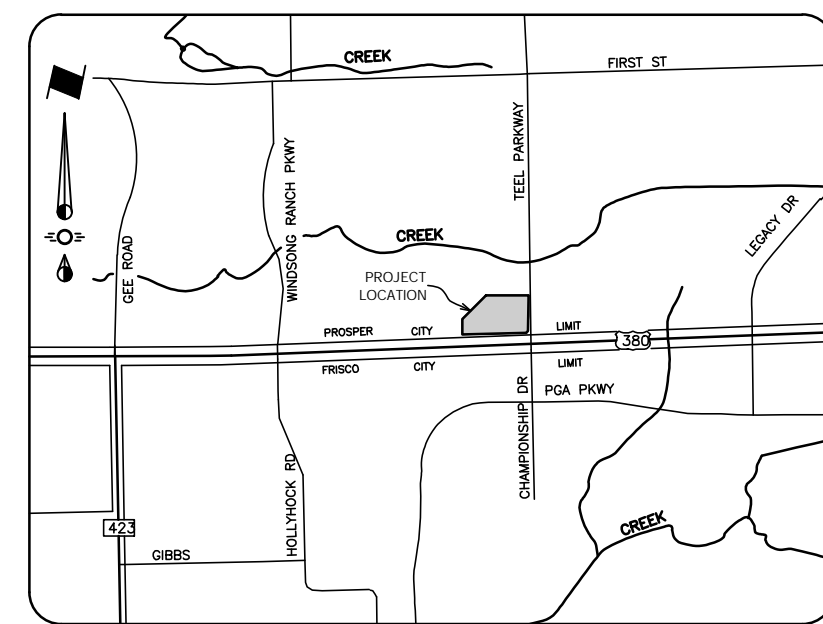 CREEK
FIRST ST
TEEL PARKWAY
WINDSONG RANCH PKWY
GEE ROAD
CREEK
LEGACY DR
PROJECT
LOCATION
PROSPER CITY LIMIT
380
FRISCO CITY LIMIT
PGA PKWY
CHAMPIONSHIP DR
HOLLYHOCK RD
423
GIBBS
CREEK